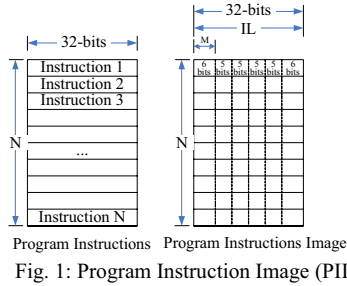 32-bits
32-bits
IL
M
Instruction 1
Instruction 2
Instruction 3
...
Instruction N
N
6 bits
5 bits
5 bits
5 bits
5 bits
6 bits
N
Program Instructions
Program Instructions Image
Fig. 1: Program Instruction Image (PII